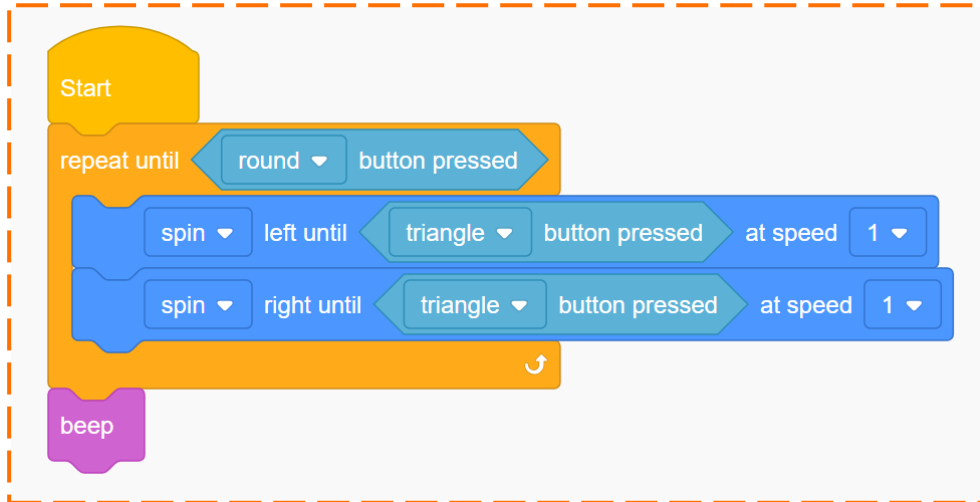 Start
repeat until round button pressed
spin left until triangle button pressed at speed 1
spin right until triangle button pressed at speed 1
beep